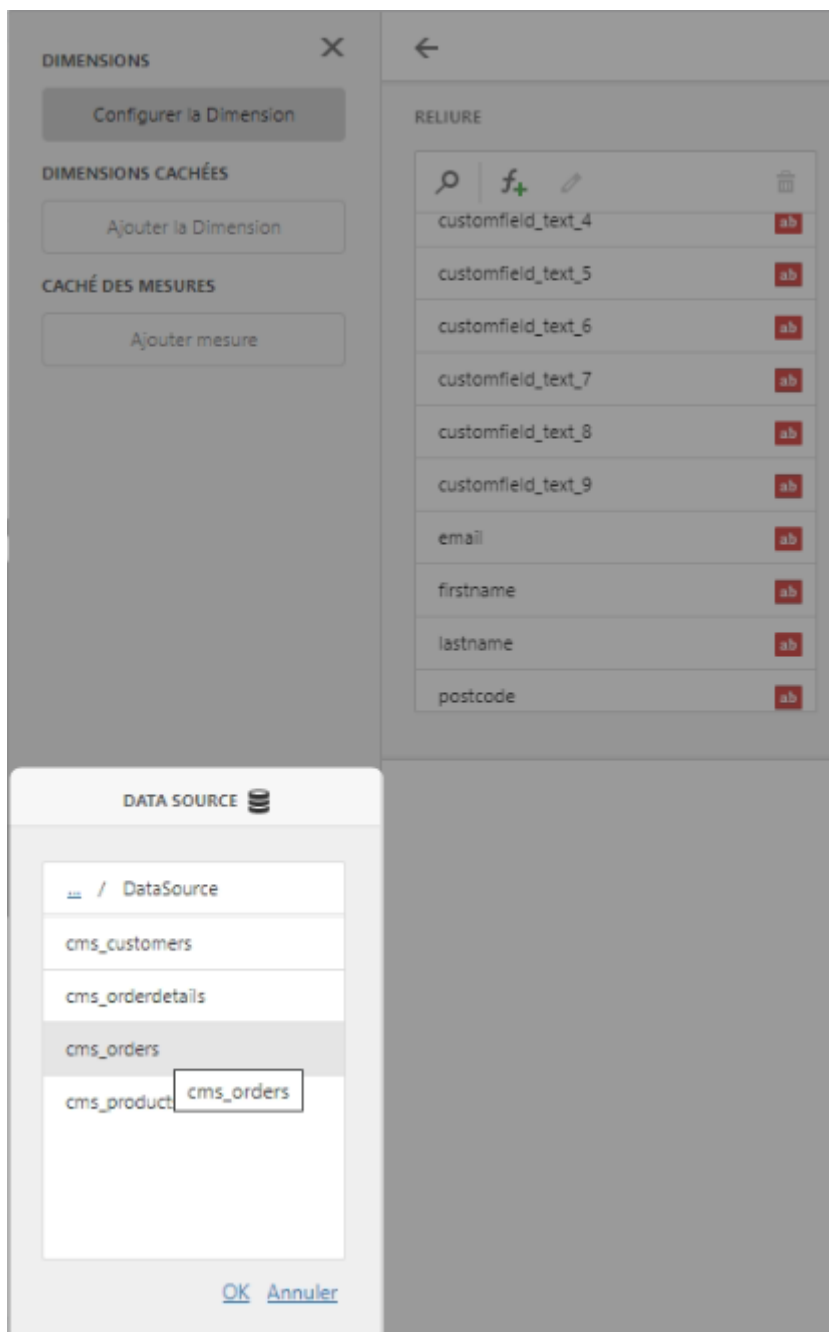 DIMENSIONS
Configurer la Dimension
DIMENSIONS CACHÉES
Ajouter la Dimension
CACHÉ DES MESURES
Ajouter mesure
RELIURE
customfield_text_4 ab
customfield_text_5 ab
customfield_text_6 ab
customfield_text_7 ab
customfield_text_8 ab
customfield_text_9 ab
email ab
firstname ab
lastname ab
postcode ab
DATA SOURCE
... / DataSource
cms_customers
cms_orderdetails
cms_orders
cms_orders
cms_product
OK Annuler